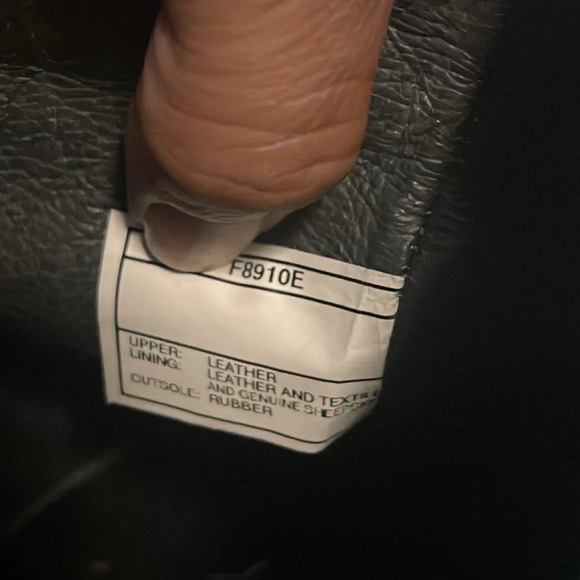 F8910E
UPPER: LEATHER
LINING: LEATHER AND TEXTILE
AND GENUINE SHEEPSKIN
OUTSOLE: RUBBER